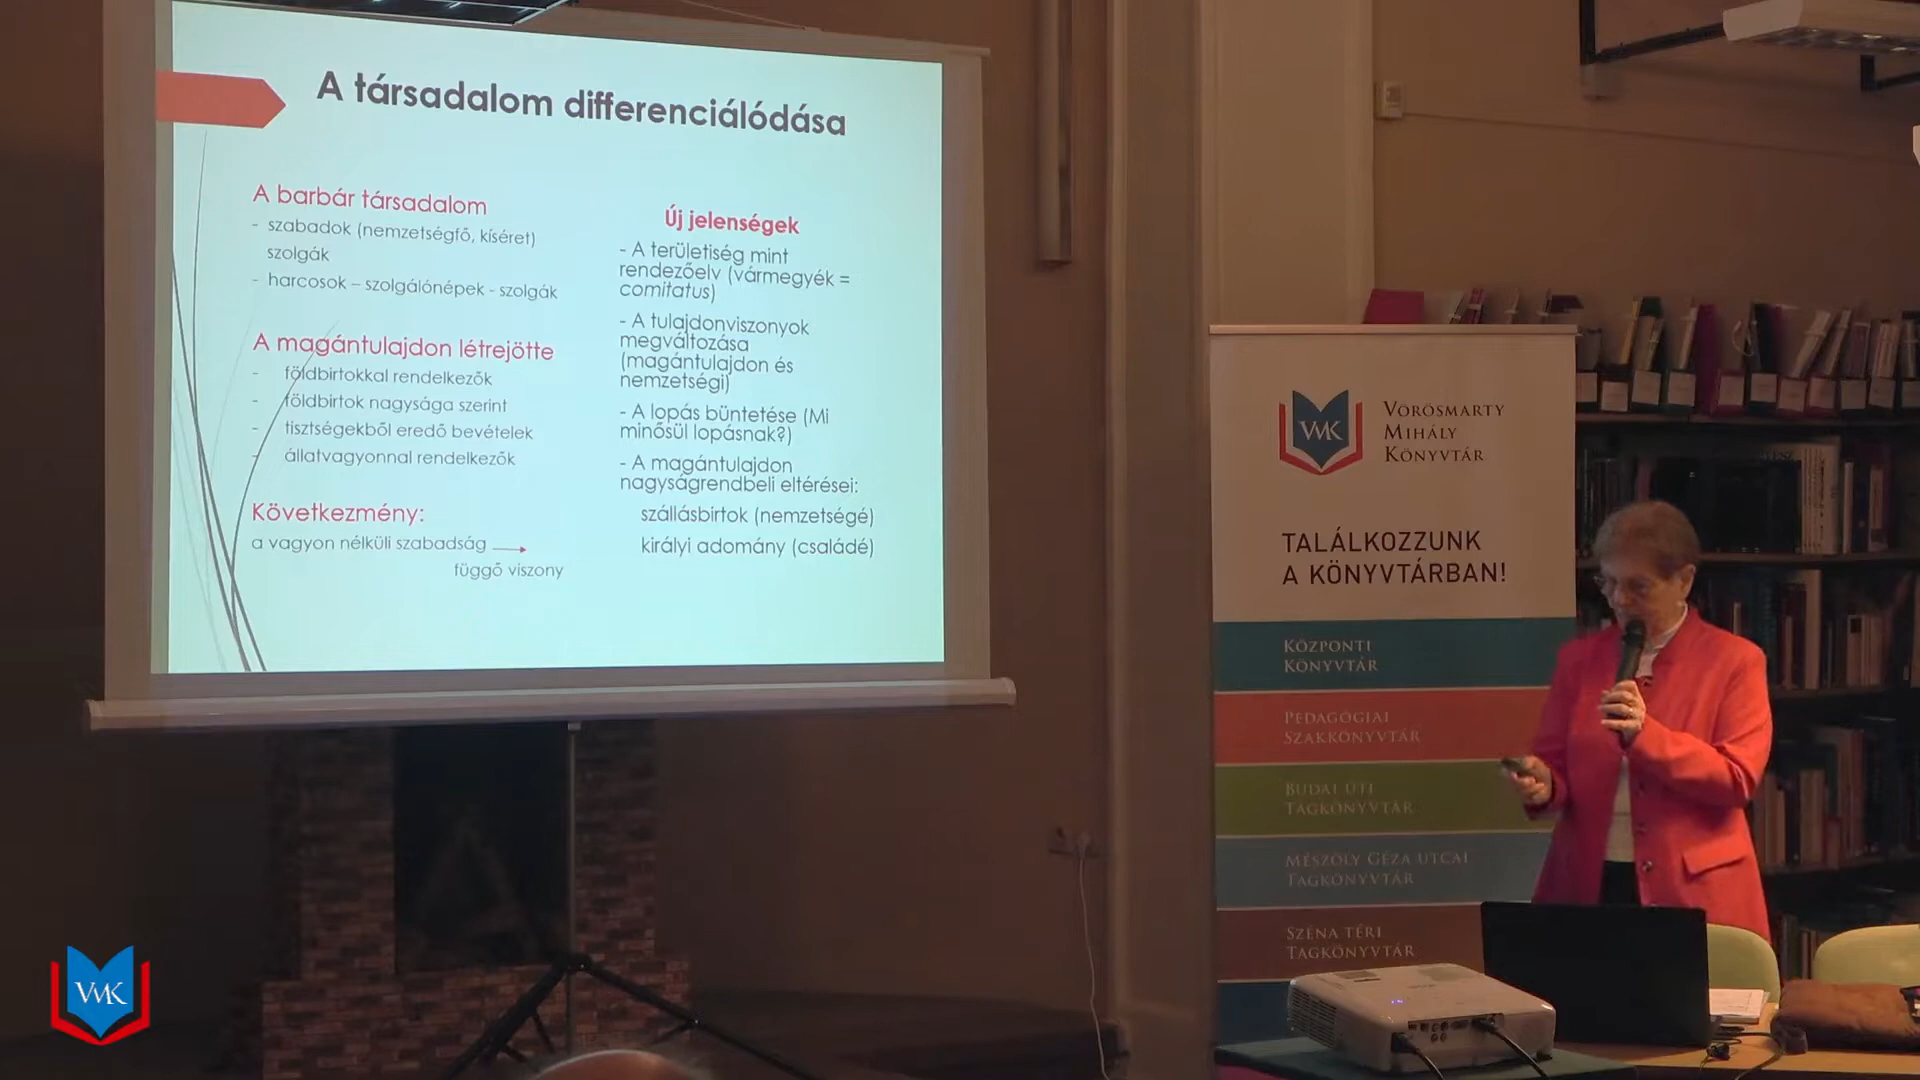 A társadalom differenciálódása
A barbár társadalom
- szabadok (nemzetségfő, kíséret)
szolgák
- harcosok – szolgálónépek - szolgák
A magántulajdon létrejötte
- földbirtokkal rendelkezők
- földbirtok nagysága szerint
- tisztségekből eredő bevételek
- állatvagyonnal rendelkezők
Következmény:
a vagyon nélküli szabadság
függő viszony
Új jelenségek
- A területiség mint
rendezőelv (vármegyék =
comitatus)
- A tulajdonviszonyok
megváltozása
(magántulajdon és
nemzetségi)
- A lopás büntetése (Mi
minősül lopásnak?)
- A magántulajdon
nagyságrendbeli eltérései:
szállásbirtok (nemzetségé)
királyi adomány (családé)
VMK
VÖRÖSMARTY
MIHÁLY
KÖNYVTÁR
TALÁLKOZZUNK
A KÖNYVTÁRBAN!
KÖZPONTI
KÖNYVTÁR
PEDAGÓGIAI
SZAKKÖNYVTÁR
BUDAI ÚTI
TAGKÖNYVTÁR
MÉSZÖLY GÉZA UTCAI
TAGKÖNYVTÁR
SZÉNA TÉRI
TAGKÖNYVTÁR
VMK